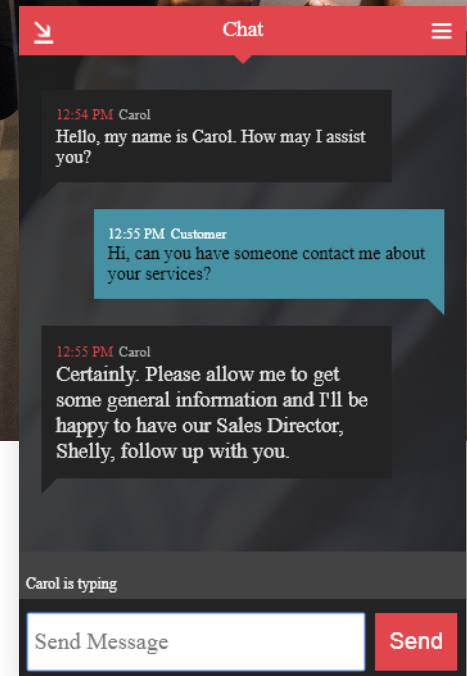 Chat
12:54 PM Carol
Hello, my name is Carol. How may I assist
you?
12:55 PM Customer
Hi, can you have someone contact me about
your services?
12:55 PM Carol
Certainly. Please allow me to get
some general information and I'll be
happy to have our Sales Director,
Shelly, follow up with you.
Carol is typing
Send Message
Send